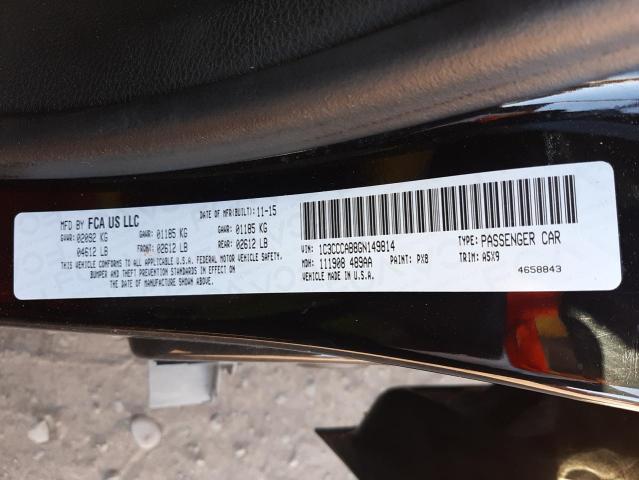 MFD BY FCA US LLC DATE OF MFR(BUILT): 11-15
GVWR: 02092 KG GAWR: 01185 KG GAWR: 01185 KG
04612 LB FRONT: 02612 LB REAR: 02612 LB
THIS VEHICLE CONFORMS TO ALL APPLICABLE U.S.A. FEDERAL MOTOR VEHICLE SAFETY,
BUMPER AND THEFT PREVENTION STANDARDS IN EFFECT ON
THE DATE OF MANUFACTURE SHOWN ABOVE.
VIN: 1C3CCCAB8GN149814 TYPE: PASSENGER CAR
MDH: 111908 489AA PAINT: PX8 TRIM: A5X9
VEHICLE MADE IN U.S.A. 4658843